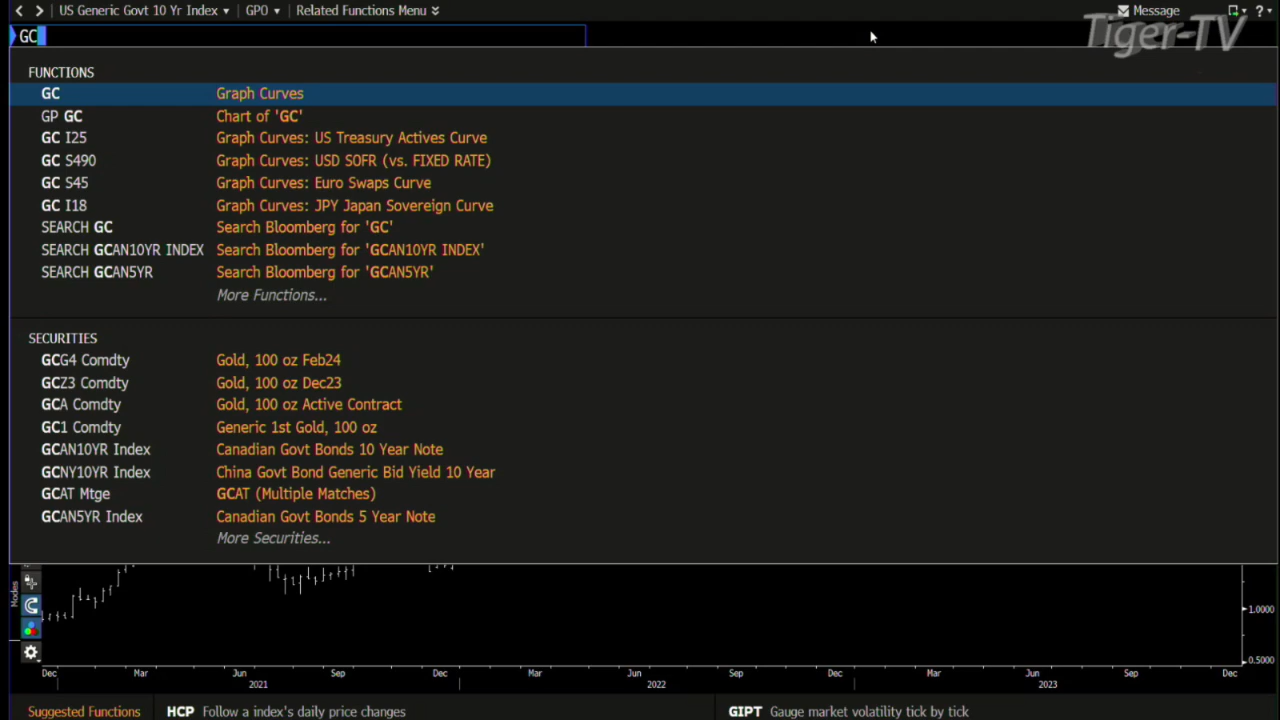 US Generic Govt 10 Yr Index GPO Related Functions Menu Message ?
GC
Tiger-TV
FUNCTIONS
GC Graph Curves
GP GC Chart of 'GC'
GC I25 Graph Curves: US Treasury Actives Curve
GC S490 Graph Curves: USD SOFR (vs. FIXED RATE)
GC S45 Graph Curves: Euro Swaps Curve
GC I18 Graph Curves: JPY Japan Sovereign Curve
SEARCH GC Search Bloomberg for 'GC'
SEARCH GCAN10YR INDEX Search Bloomberg for 'GCAN10YR INDEX'
SEARCH GCAN5YR Search Bloomberg for 'GCAN5YR'
More Functions...
SECURITIES
GCG4 Comdty Gold, 100 oz Feb24
GCZ3 Comdty Gold, 100 oz Dec23
GCA Comdty Gold, 100 oz Active Contract
GC1 Comdty Generic 1st Gold, 100 oz
GCAN10YR Index Canadian Govt Bonds 10 Year Note
GCNY10YR Index China Govt Bond Generic Bid Yield 10 Year
GCAT Mtge GCAT (Multiple Matches)
GCAN5YR Index Canadian Govt Bonds 5 Year Note
More Securities...
Modes
1.0000
0.5000
Dec Mar Jun Sep Dec Mar Jun Sep Dec Mar Jun Sep Dec
2021 2022 2023
Suggested Functions HCP Follow a index's daily price changes GIPT Gauge market volatility tick by tick